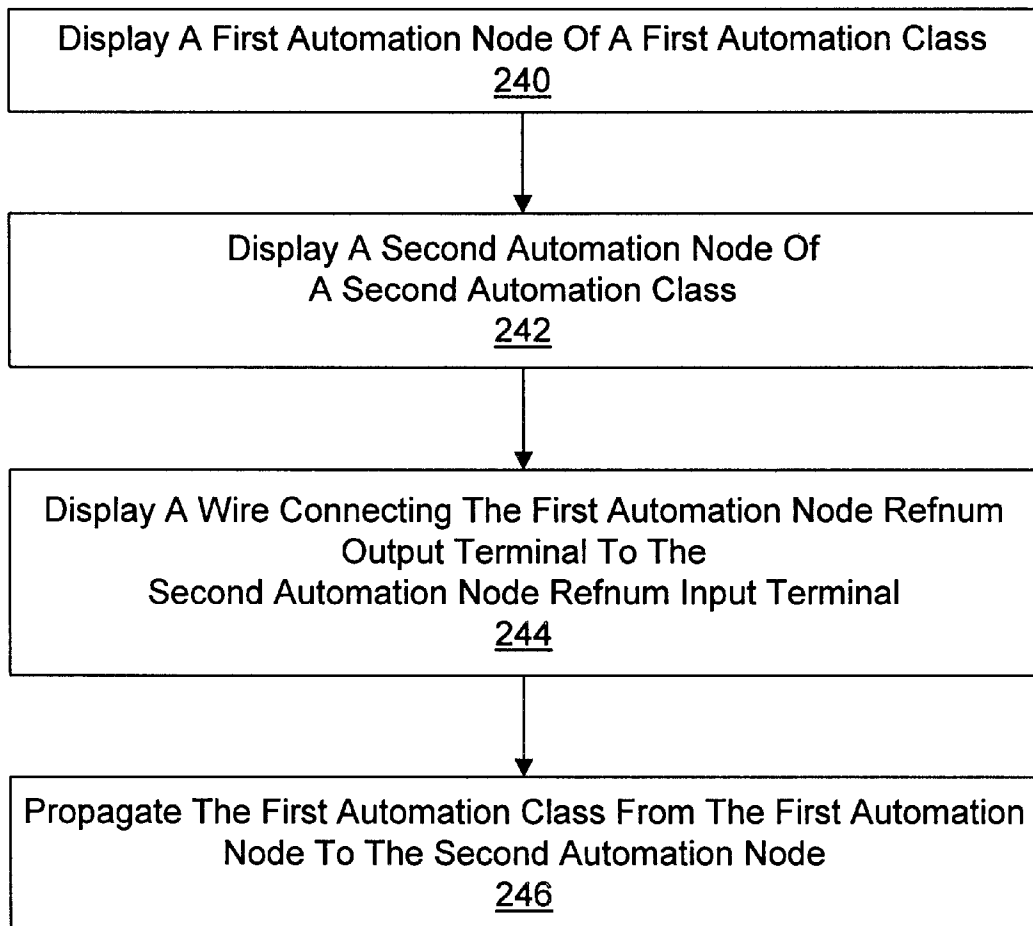 Display A First Automation Node Of A First Automation Class
240
Display A Second Automation Node Of
A Second Automation Class
242
Display A Wire Connecting The First Automation Node Refnum
Output Terminal To The
Second Automation Node Refnum Input Terminal
244
Propagate The First Automation Class From The First Automation
Node To The Second Automation Node
246